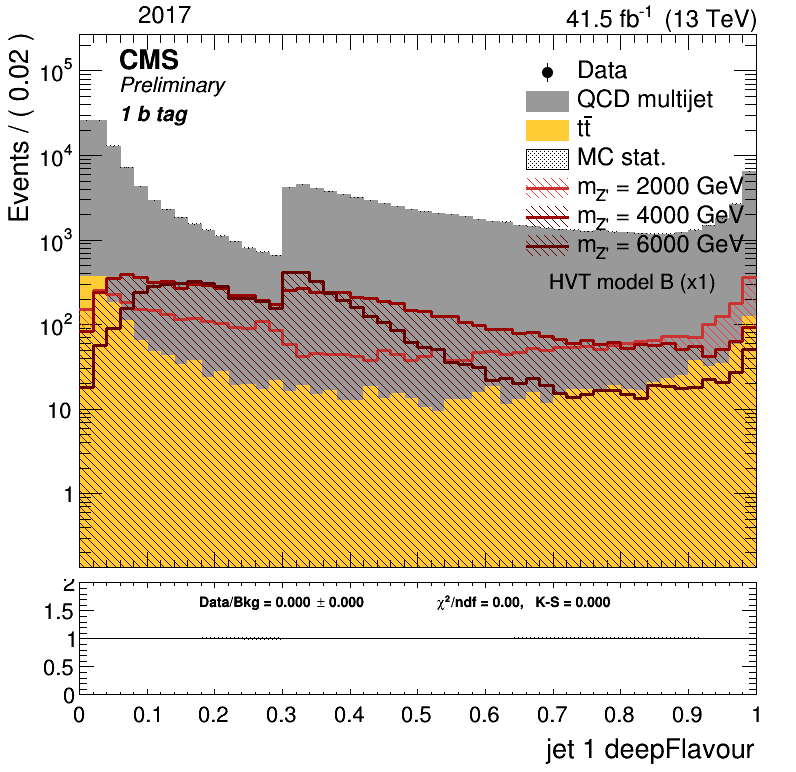 2017
41.5 fb⁻¹ (13 TeV)
Events / ( 0.02 )
CMS
Preliminary
1 b tag
Data
QCD multijet
tt̄
MC stat.
m_Z' = 2000 GeV
m_Z' = 4000 GeV
m_Z' = 6000 GeV
HVT model B (x1)
10⁵
10⁴
10³
10²
10
1
Data/Bkg = 0.000 ± 0.000
χ²/ndf = 0.00, K-S = 0.000
2
1.5
1
0.5
0
0 0.1 0.2 0.3 0.4 0.5 0.6 0.7 0.8 0.9 1
jet 1 deepFlavour